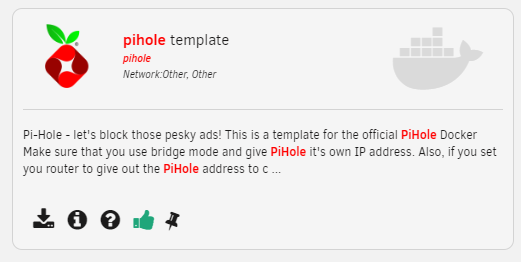 pihole template
pihole
Network:Other, Other
Pi-Hole - let's block those pesky ads! This is a template for the official PiHole Docker
Make sure that you use bridge mode and give PiHole it's own IP address. Also, if you set
you router to give out the PiHole address to c ...